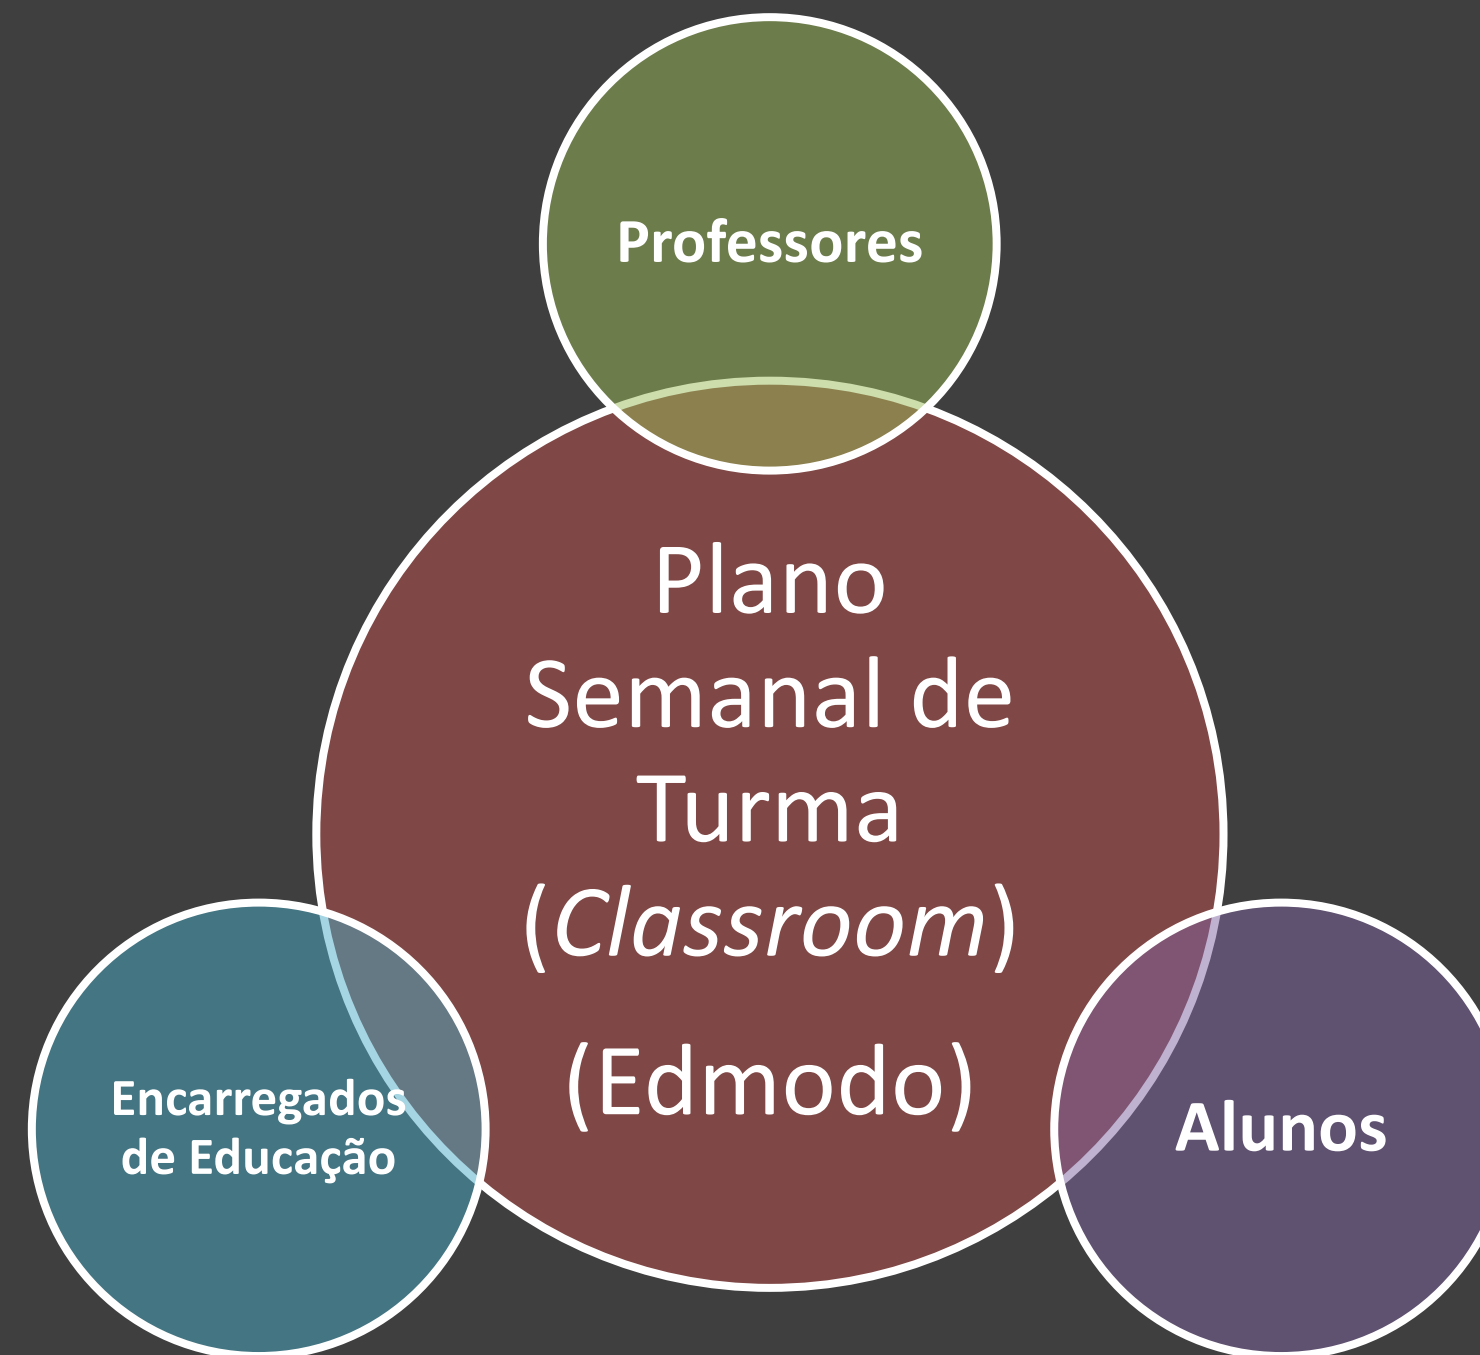 Professores
Plano
Semanal de
Turma
(Classroom)
(Edmodo)
Encarregados
de Educação
Alunos